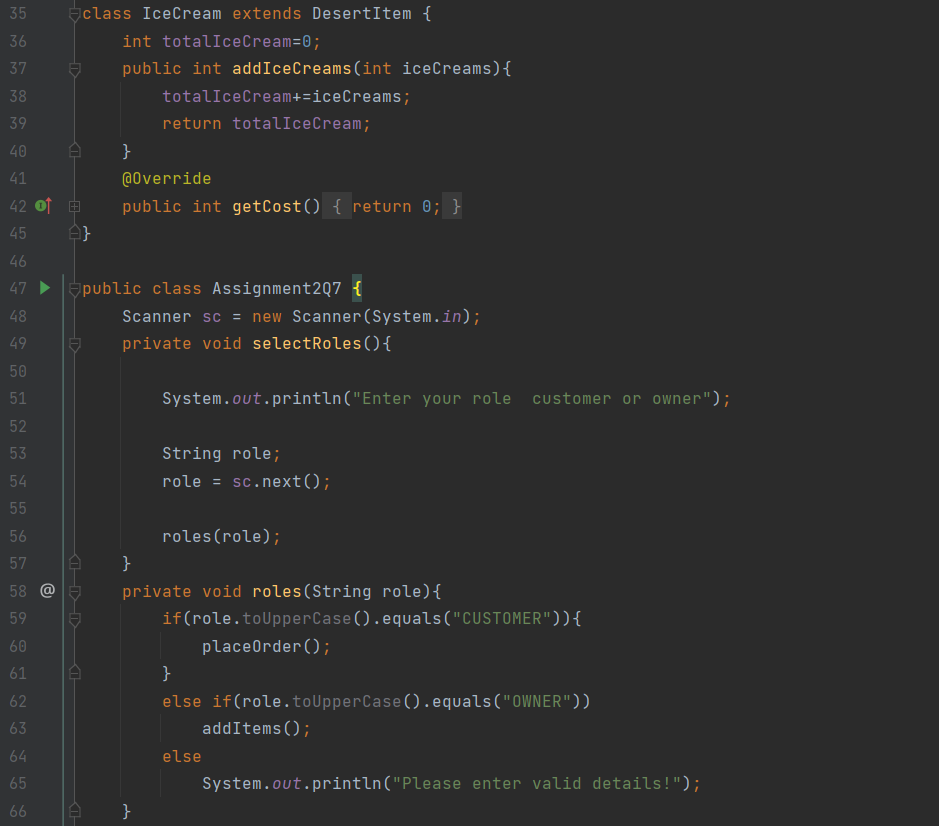 35 class IceCream extends DesertItem {
36     int totalIceCream=0;
37     public int addIceCreams(int iceCreams){
38         totalIceCream+=iceCreams;
39         return totalIceCream;
40     }
41     @Override
42     public int getCost() { return 0; }
45 }
46
47 public class Assignment2Q7 {
48     Scanner sc = new Scanner(System.in);
49     private void selectRoles(){
50
51         System.out.println("Enter your role  customer or owner");
52
53         String role;
54         role = sc.next();
55
56         roles(role);
57     }
58 @   private void roles(String role){
59         if(role.toUpperCase().equals("CUSTOMER")){
60             placeOrder();
61         }
62         else if(role.toUpperCase().equals("OWNER"))
63             addItems();
64         else
65             System.out.println("Please enter valid details!");
66     }